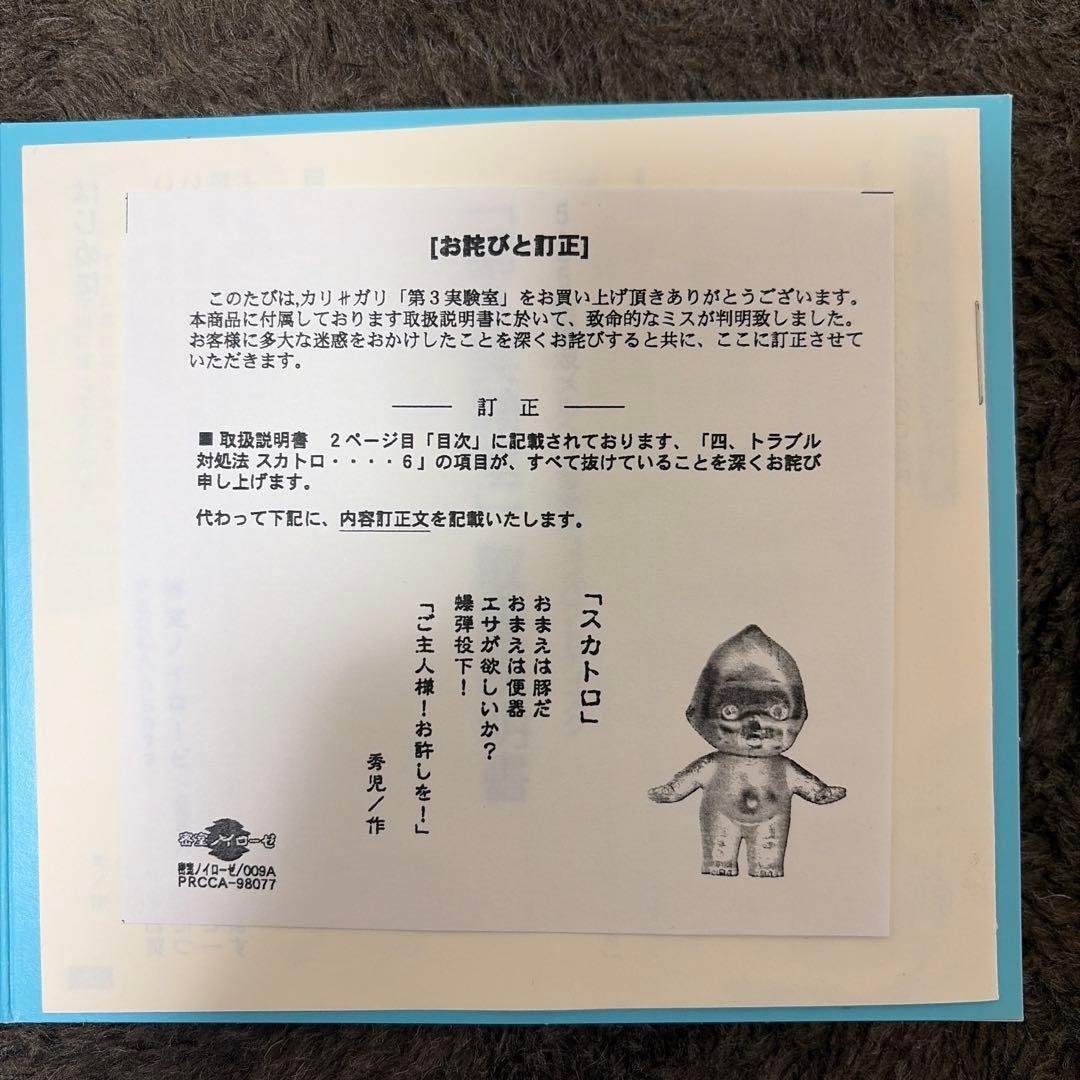 [お詫びと訂正]
このたびは,カリ≠ガリ「第3実験室」をお買い上げ頂きありがとうございます。
本商品に付属しております取扱説明書に於いて、致命的なミスが判明致しました。
お客様に多大な迷惑をおかけしたことを深くお詫びすると共に、ここに訂正させて
いただきます。
―― 訂 正 ――
■取扱説明書 2ページ目「目次」に記載されております、「四、トラブル
対処法 スカトロ・・・・6」の項目が、すべて抜けていることを深くお詫び
申し上げます。
代わって下記に、内容訂正文を記載いたします。
「スカトロ」
おまえは豚だ
おまえは便器
エサが欲しいか?
爆弾投下!
「ご主人様!お許しを!」
秀児/作
密室ノイローゼ
密室ノイローゼ/009A
PRCCA-98077